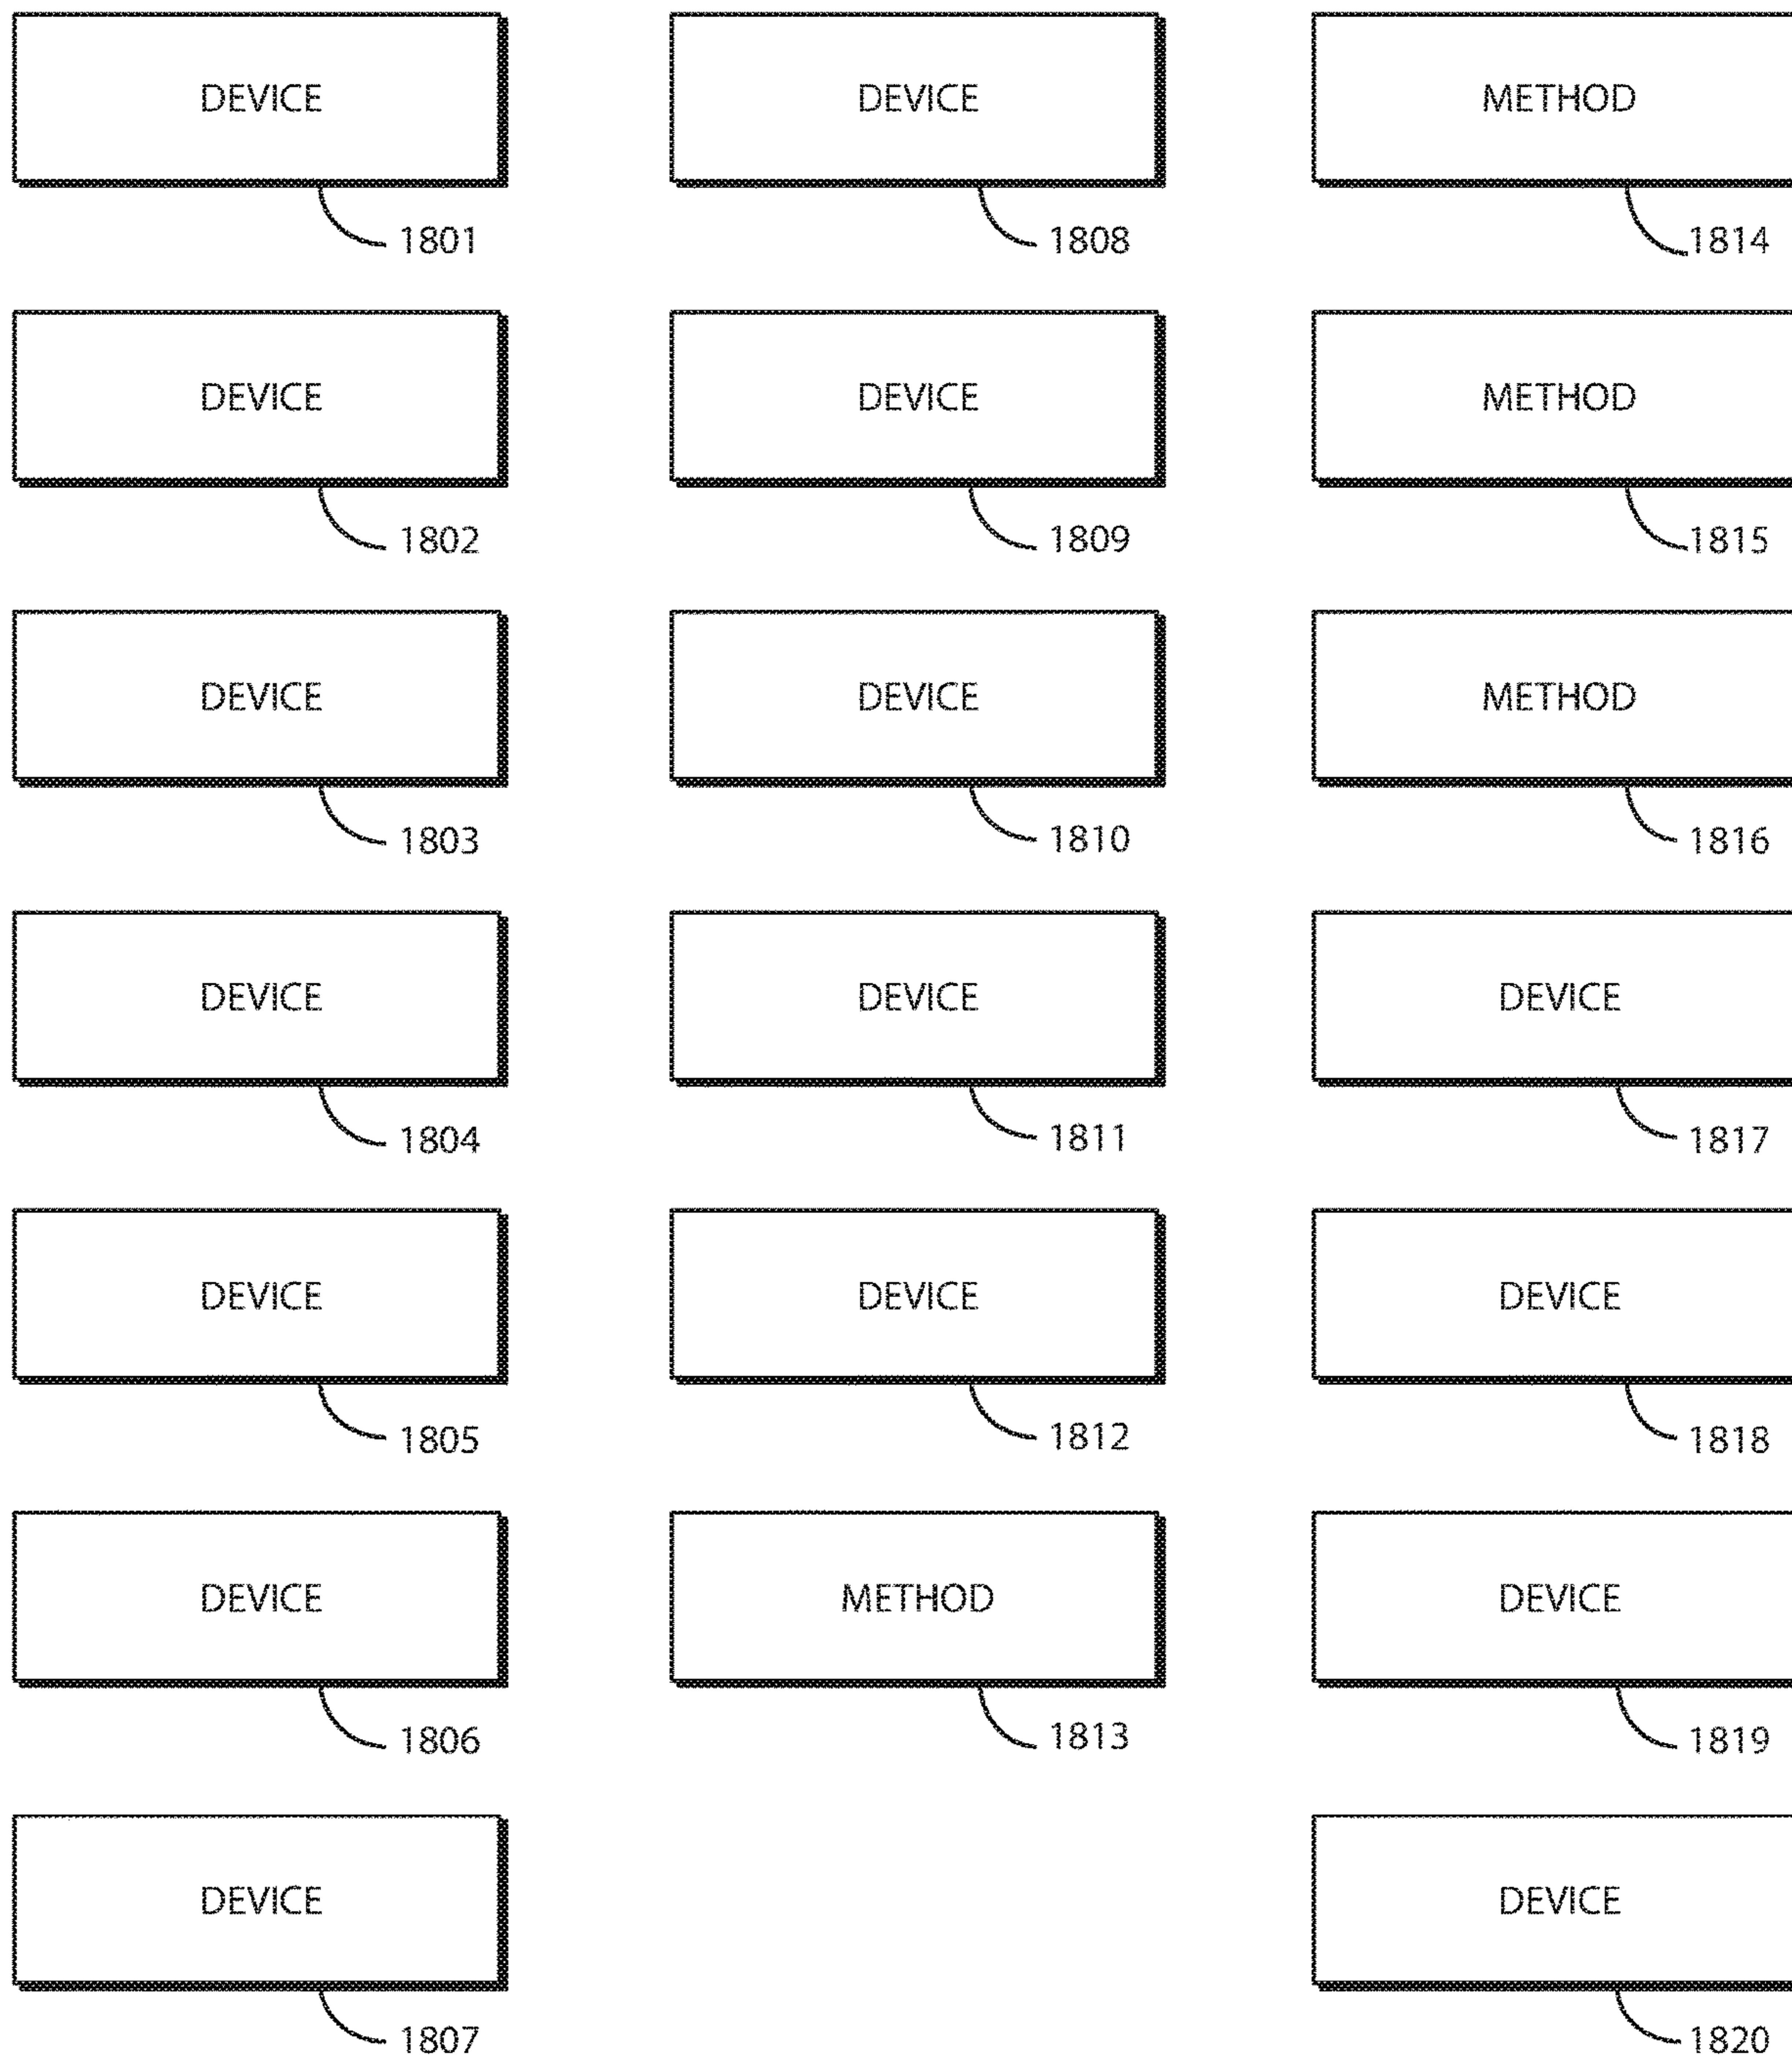 DEVICE
1801
DEVICE
1802
DEVICE
1803
DEVICE
1804
DEVICE
1805
DEVICE
1806
DEVICE
1807
DEVICE
1808
DEVICE
1809
DEVICE
1810
DEVICE
1811
DEVICE
1812
METHOD
1813
METHOD
1814
METHOD
1815
METHOD
1816
DEVICE
1817
DEVICE
1818
DEVICE
1819
DEVICE
1820